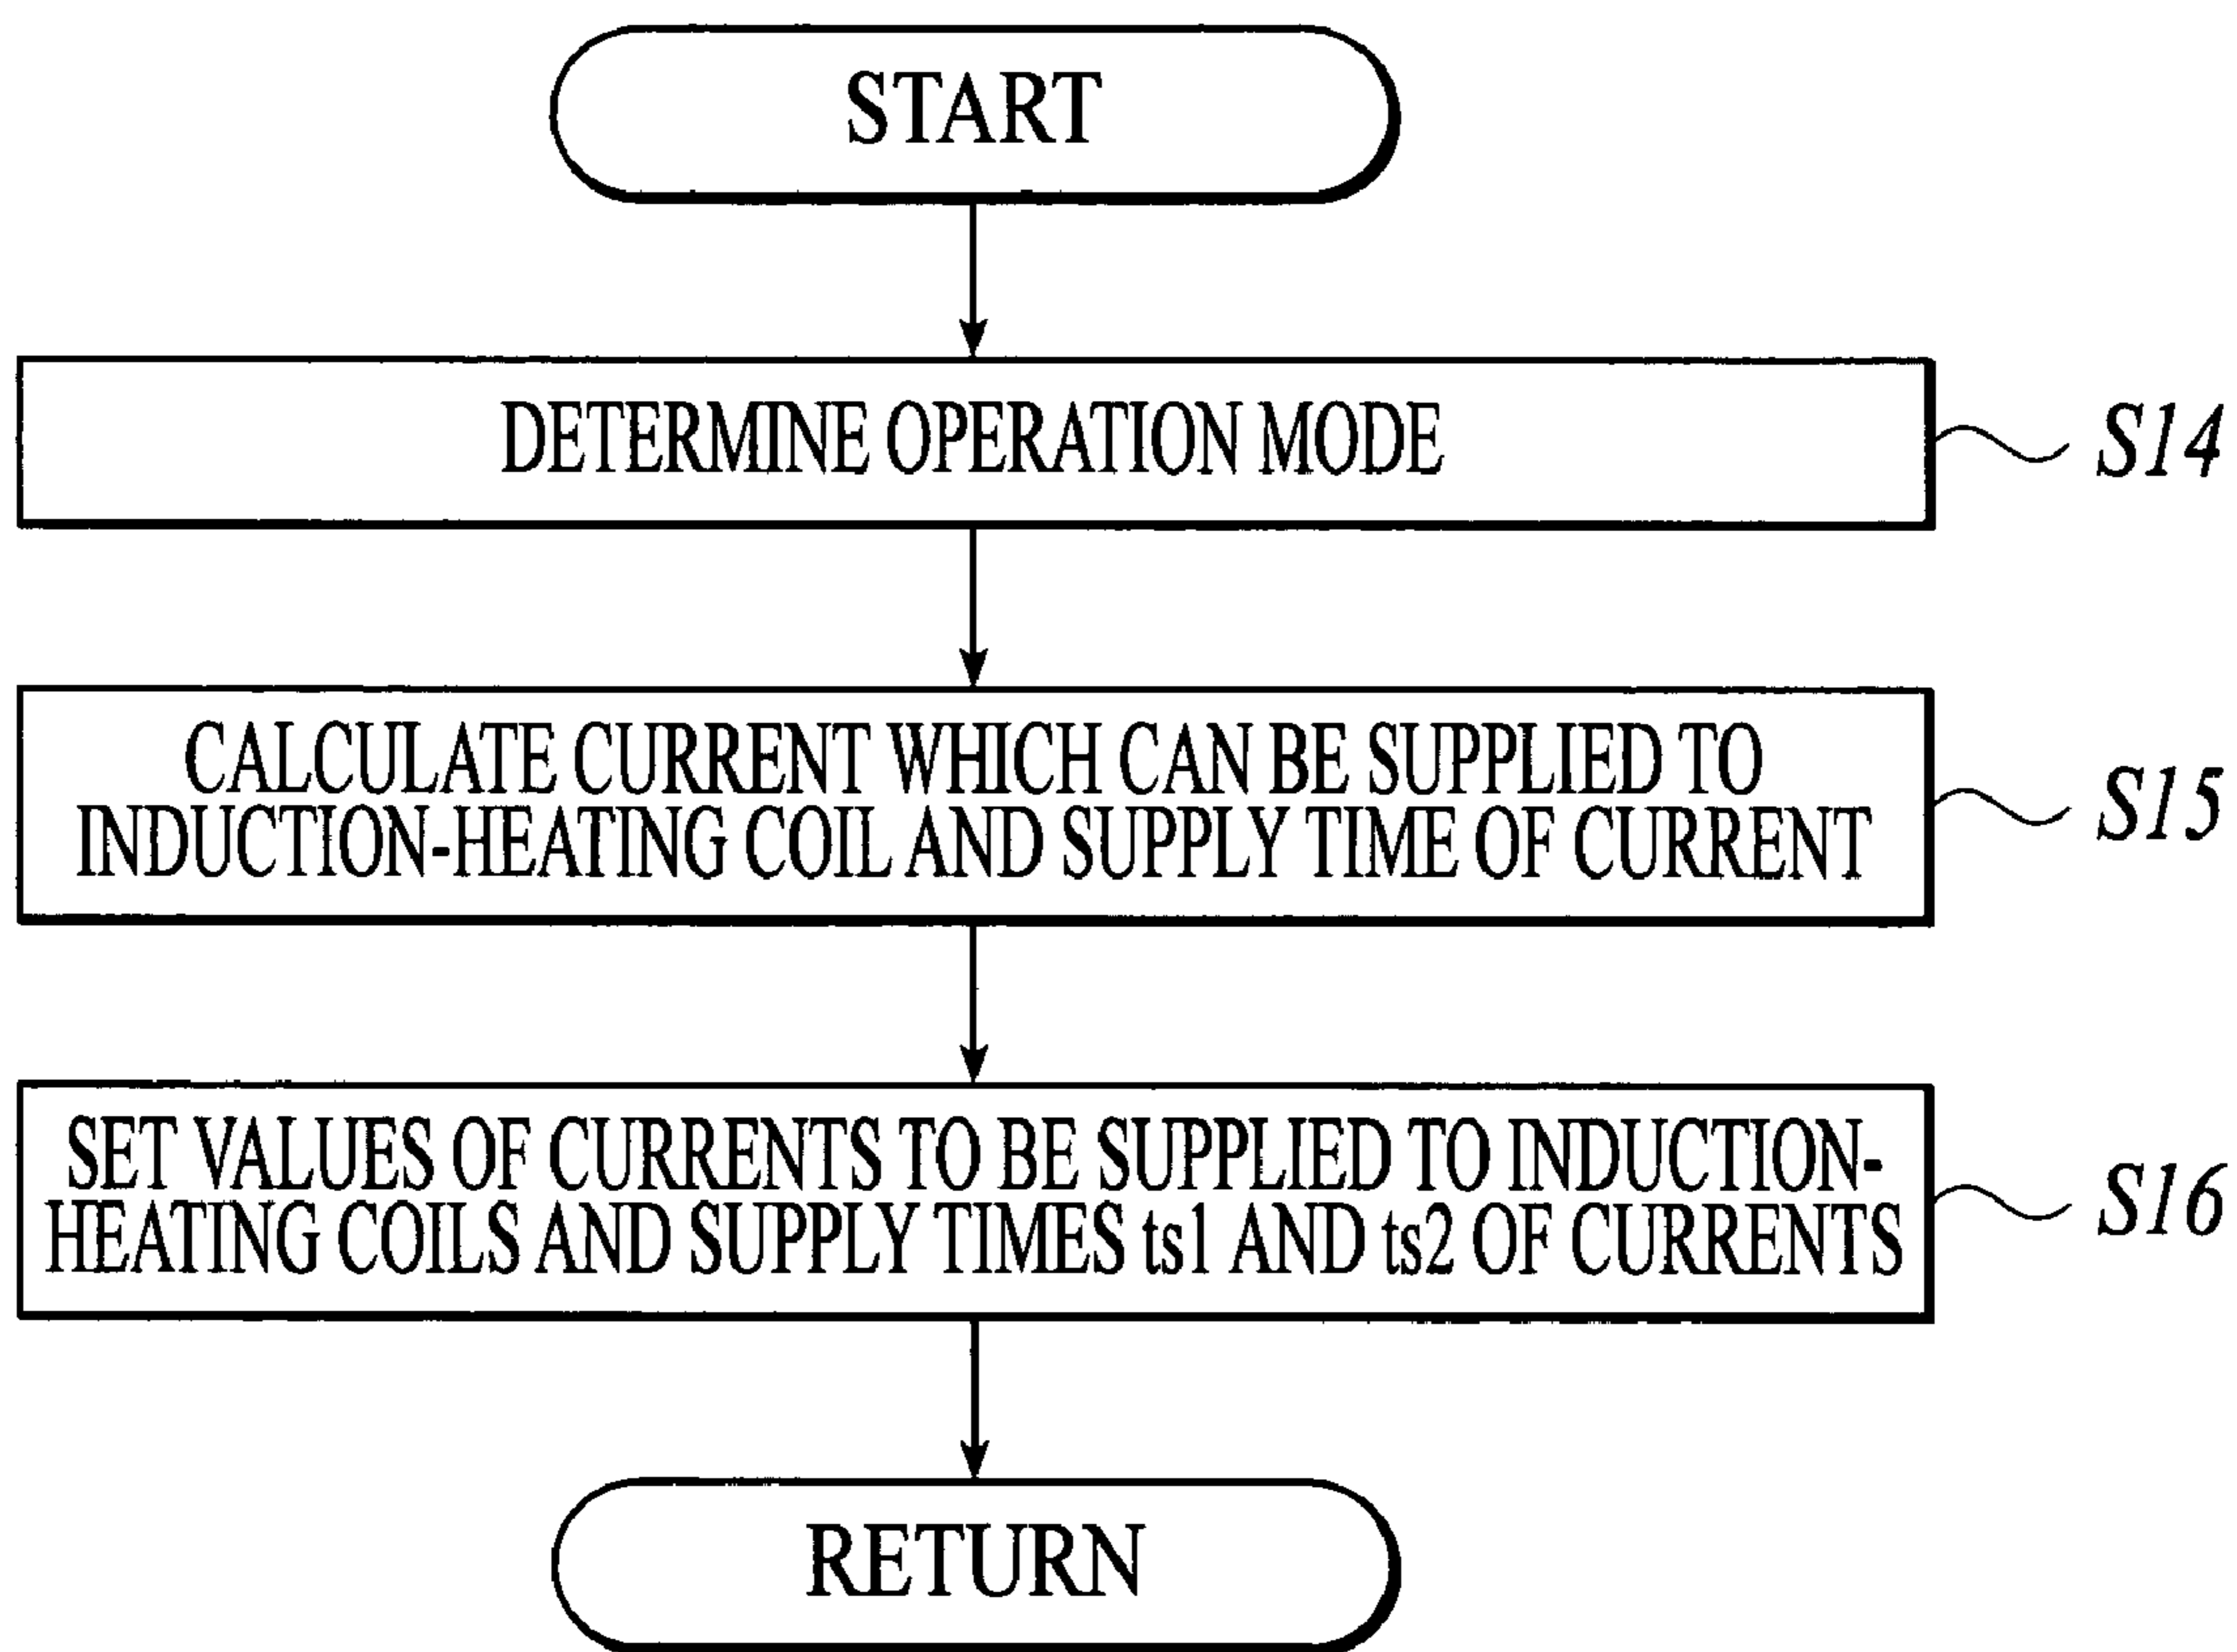 START
DETERMINE OPERATION MODE
S14
CALCULATE CURRENT WHICH CAN BE SUPPLIED TO
INDUCTION-HEATING COIL AND SUPPLY TIME OF CURRENT
S15
SET VALUES OF CURRENTS TO BE SUPPLIED TO INDUCTION-
HEATING COILS AND SUPPLY TIMES ts1 AND ts2 OF CURRENTS
S16
RETURN